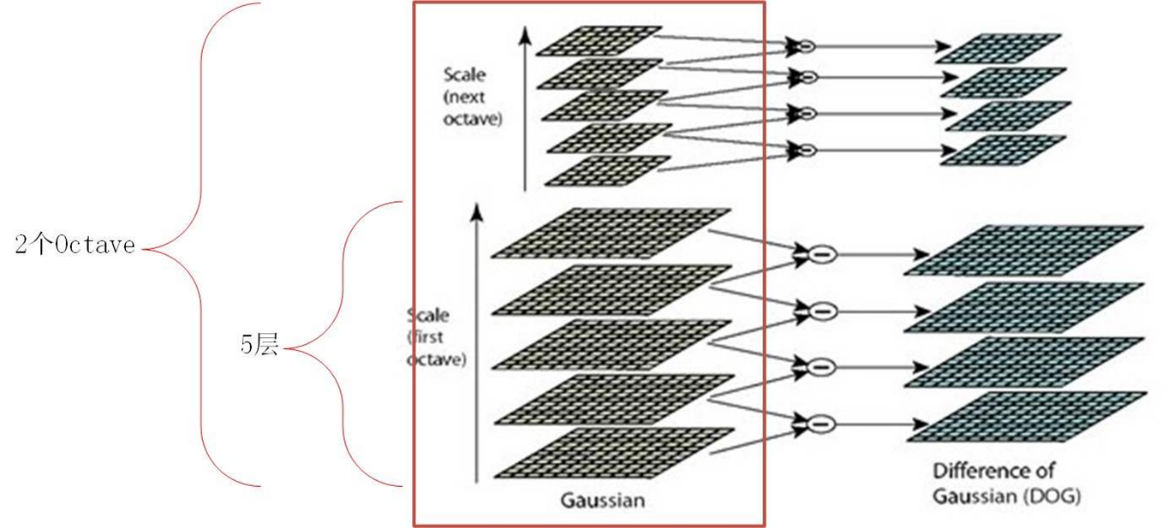 2个Octave
5层
Scale
(next
octave)
Scale
(first
octave)
Gaussian
Difference of
Gaussian (DOG)